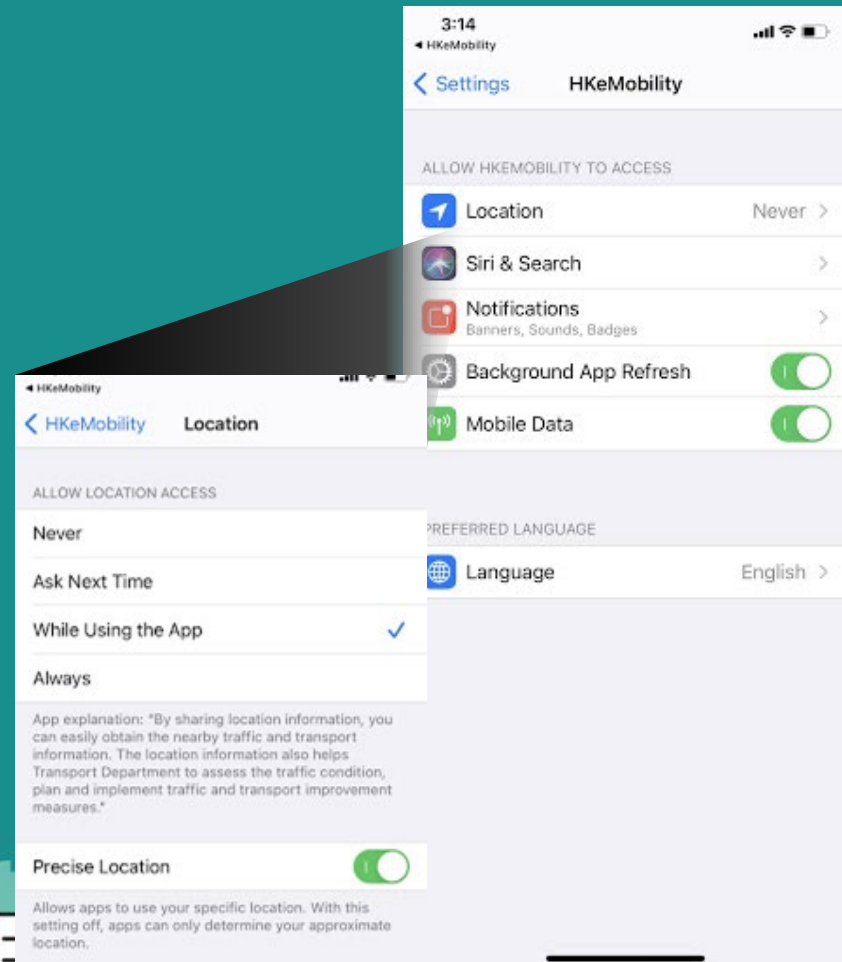 3:14
◀ HKeMobility
Settings
HKeMobility
ALLOW HKEMOBILITY TO ACCESS
Location
Never
Siri & Search
Notifications
Banners, Sounds, Badges
Background App Refresh
Mobile Data
PREFERRED LANGUAGE
Language
English
◀ HKeMobility
HKeMobility
Location
ALLOW LOCATION ACCESS
Never
Ask Next Time
While Using the App
Always
App explanation: "By sharing location information, you
can easily obtain the nearby traffic and transport
information. The location information also helps
Transport Department to assess the traffic condition,
plan and implement traffic and transport improvement
measures."
Precise Location
Allows apps to use your specific location. With this
setting off, apps can only determine your approximate
location.